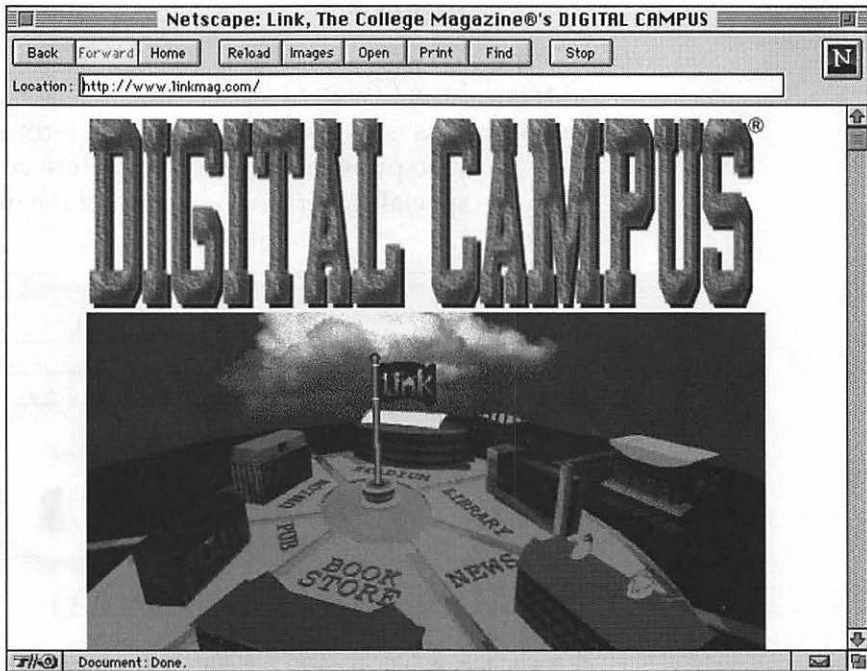 Netscape: Link, The College Magazine®'s DIGITAL CAMPUS
Back Forward Home Reload Images Open Print Find Stop
N
Location: http://www.linkmag.com/
DIGITAL CAMPUS®
Link
STADIUM
LIBRARY
PUB
BOOK
STORE
NEWS
Document: Done.